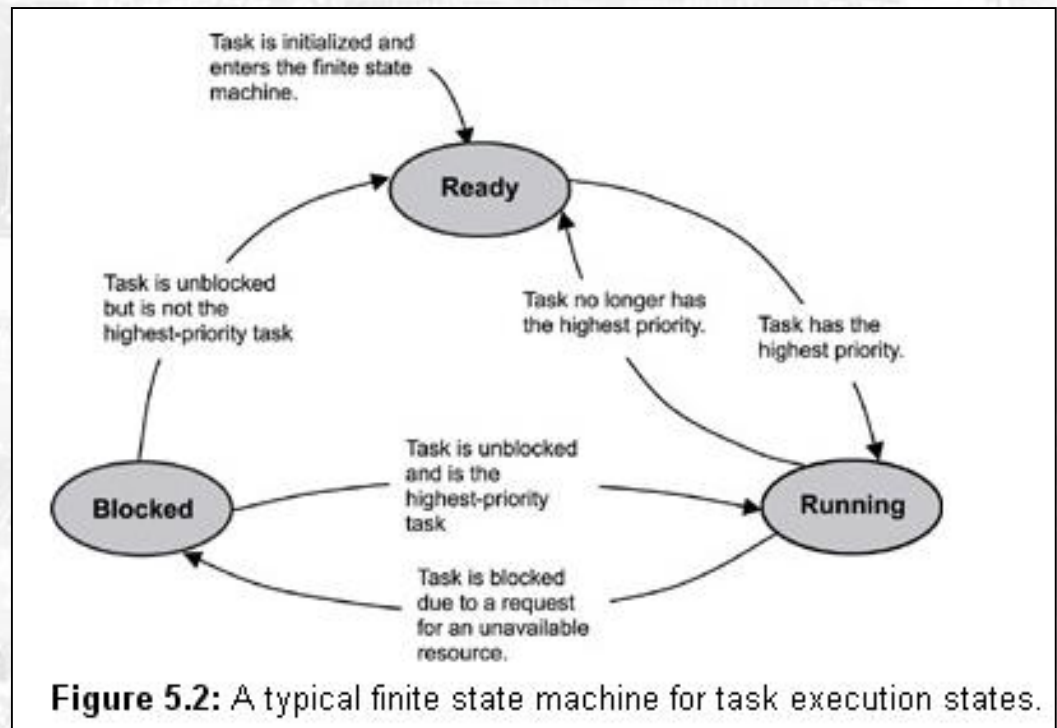 Task is initialized and
enters the finite state
machine.
Ready
Task is unblocked
but is not the
highest-priority task
Task no longer has
the highest priority.
Task has the
highest priority.
Blocked
Task is unblocked
and is the
highest-priority
task
Running
Task is blocked
due to a request
for an unavailable
resource.
Figure 5.2: A typical finite state machine for task execution states.